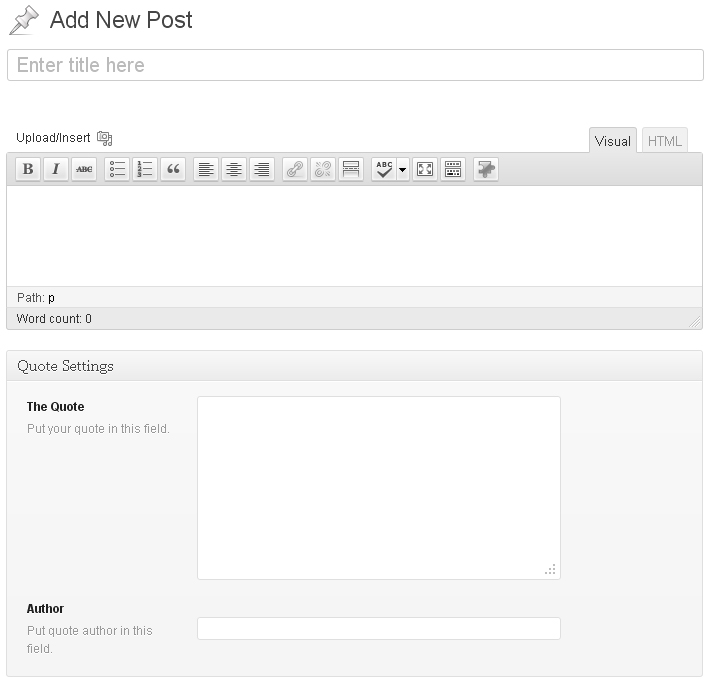 Add New Post
Enter title here
Upload/Insert
Visual HTML
B I ABC ABC
Path: p
Word count: 0
Quote Settings
The Quote
Put your quote in this field.
Author
Put quote author in this
field.